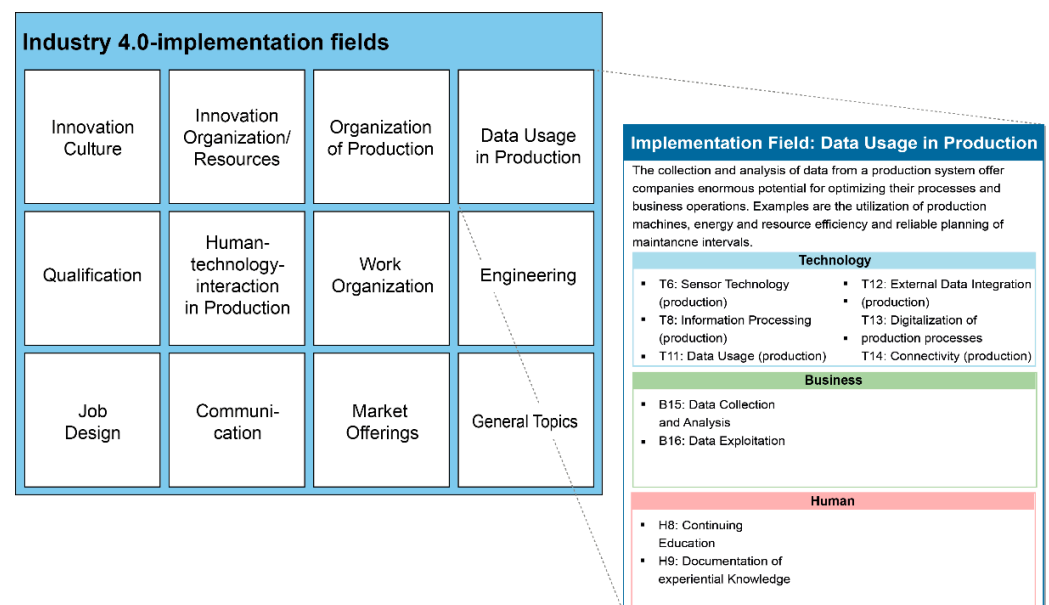 Industry 4.0-implementation fields
Innovation
Culture
Innovation
Organization/
Resources
Organization
of Production
Data Usage
in Production
Qualification
Human-
technology-
interaction
in Production
Work
Organization
Engineering
Job
Design
Communi-
cation
Market
Offerings
General Topics
Implementation Field: Data Usage in Production
The collection and analysis of data from a production system offer
companies enormous potential for optimizing their processes and
business operations. Examples are the utilization of production
machines, energy and resource efficiency and reliable planning of
maintancne intervals.
Technology
▪ T6: Sensor Technology
(production)
▪ T8: Information Processing
(production)
▪ T11: Data Usage (production)
▪ T12: External Data Integration
▪ (production)
T13: Digitalization of
▪ production processes
T14: Connectivity (production)
Business
▪ B15: Data Collection
and Analysis
▪ B16: Data Exploitation
Human
▪ H8: Continuing
Education
▪ H9: Documentation of
experiential Knowledge